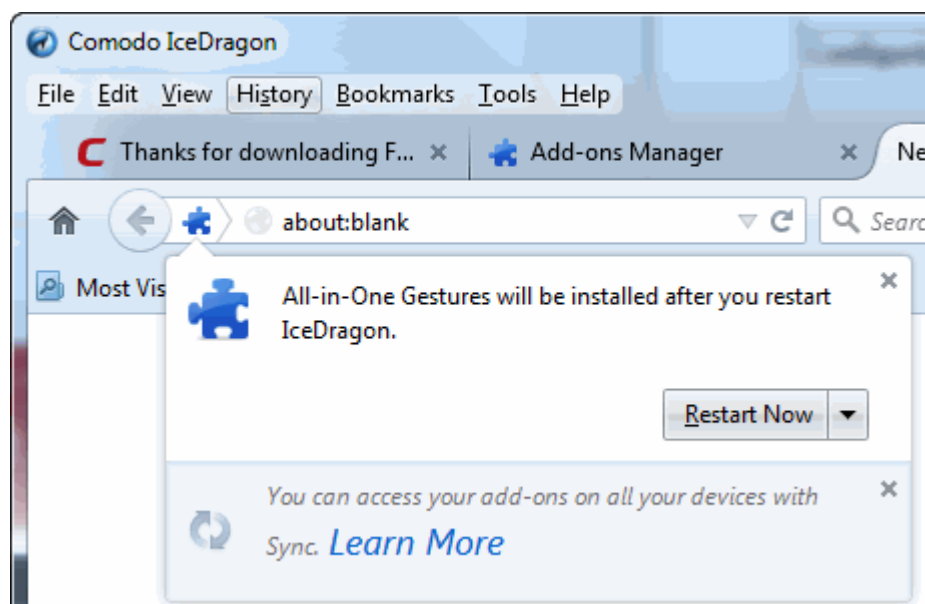 Comodo IceDragon
File Edit View History Bookmarks Tools Help
Thanks for downloading F... Add-ons Manager Ne
about:blank Searc
Most Vis
All-in-One Gestures will be installed after you restart
IceDragon.
Restart Now
You can access your add-ons on all your devices with
Sync. Learn More